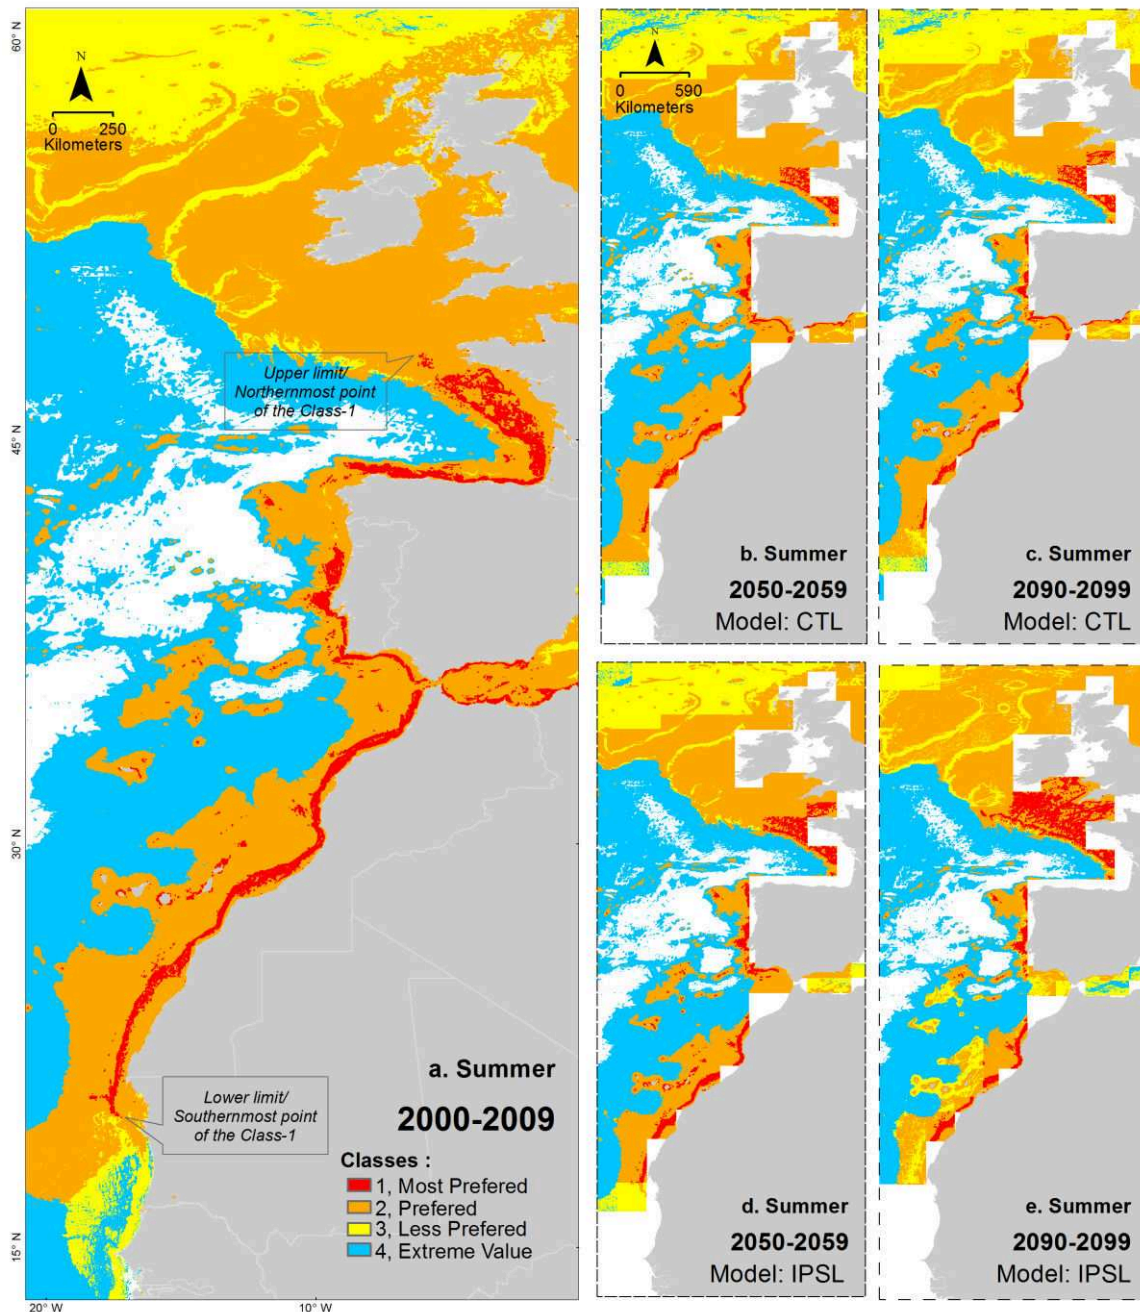 60° N
N
0 250
Kilometers
Upper limit/
Northernmost point
of the Class-1
45° N
30° N
Lower limit/
Southernmost point
of the Class-1
a. Summer
2000-2009
Classes :
1, Most Prefered
2, Prefered
3, Less Prefered
4, Extreme Value
15° N
20° W
10° W
N
0 590
Kilometers
b. Summer
2050-2059
Model: CTL
c. Summer
2090-2099
Model: CTL
d. Summer
2050-2059
Model: IPSL
e. Summer
2090-2099
Model: IPSL